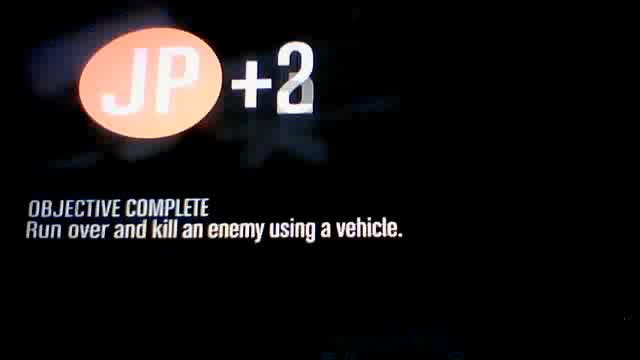 JP +2
OBJECTIVE COMPLETE
Run over and kill an enemy using a vehicle.